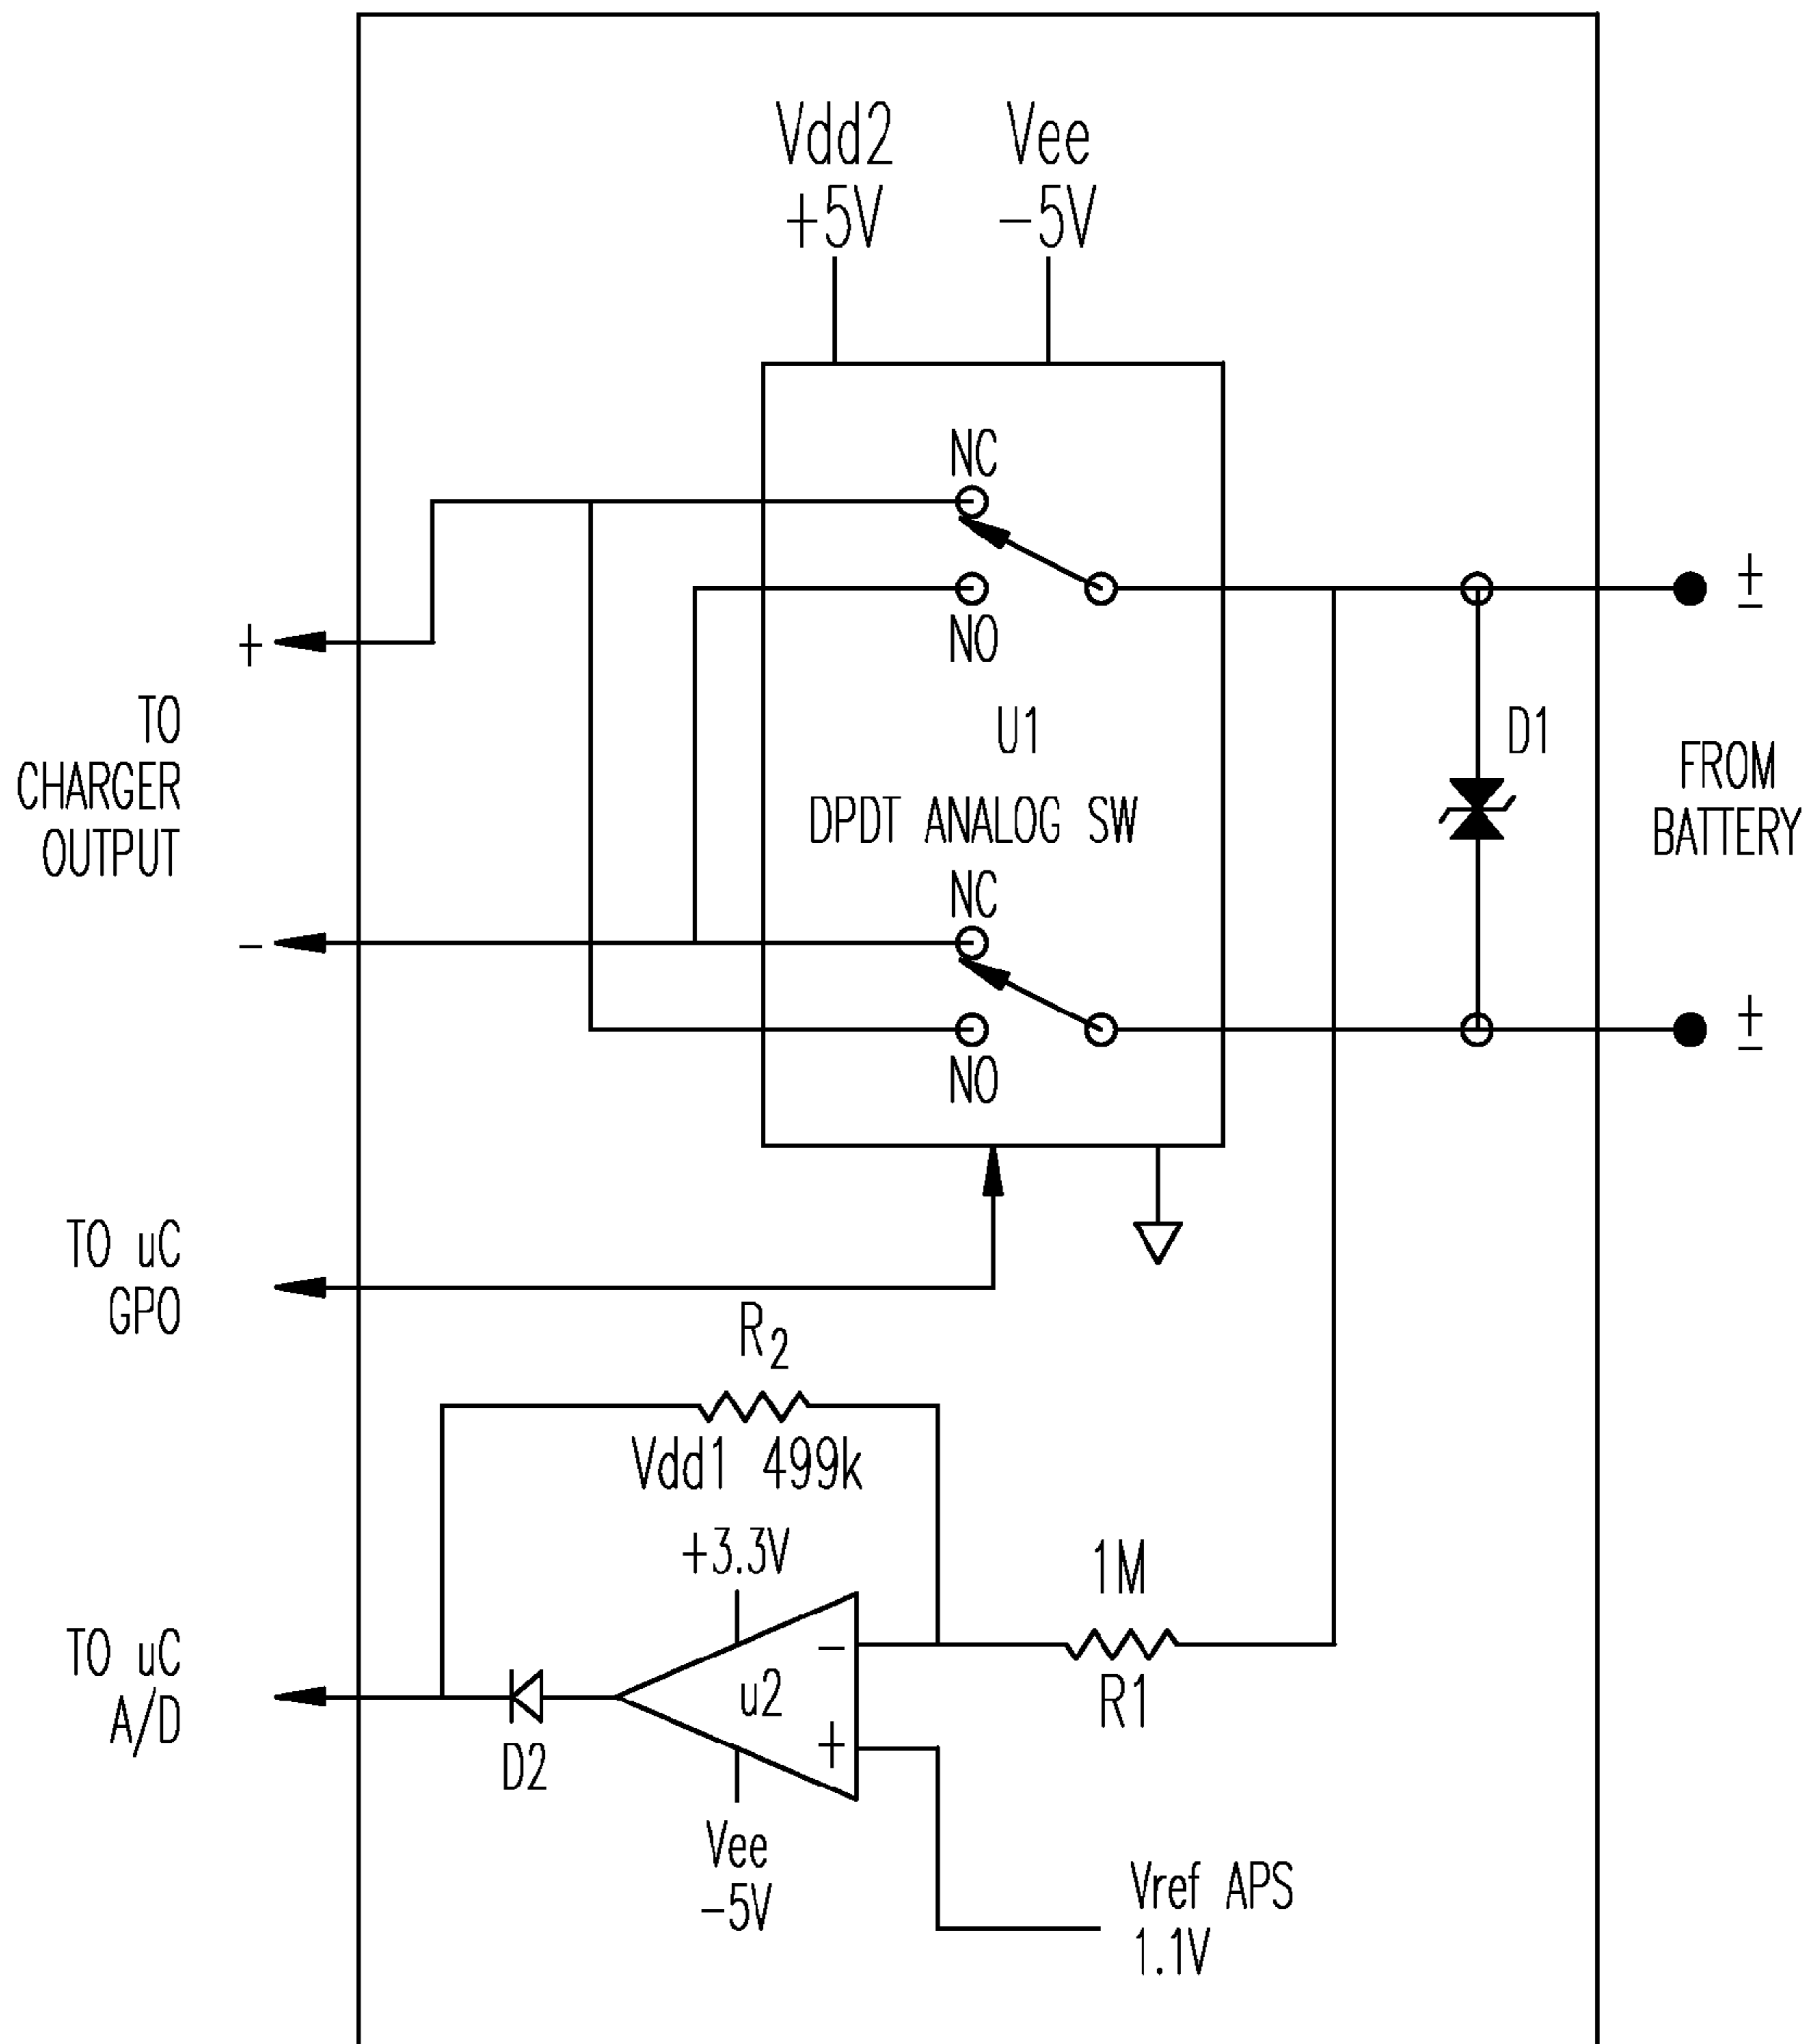 Vdd2
+5V
Vee
-5V
NC
NO
U1
DPDT ANALOG SW
NC
NO
+
TO
CHARGER
OUTPUT
-
D1
±
FROM
BATTERY
±
TO uC
GPO
R2
Vdd1 499k
+3.3V
1M
R1
-
u2
+
TO uC
A/D
D2
Vee
-5V
Vref APS
1.1V